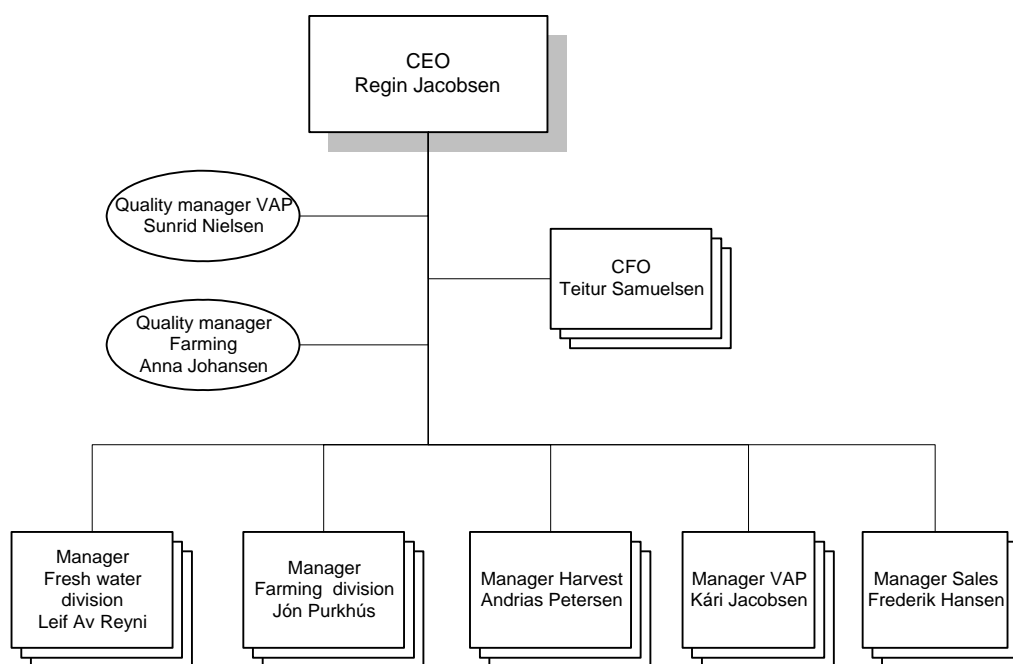 CEO
Regin Jacobsen
Quality manager VAP
Sunrid Nielsen
CFO
Teitur Samuelsen
Quality manager
Farming
Anna Johansen
Manager
Fresh water
division
Leif Av Reyni
Manager
Farming division
Jón Purkhús
Manager Harvest
Andrias Petersen
Manager VAP
Kári Jacobsen
Manager Sales
Frederik Hansen